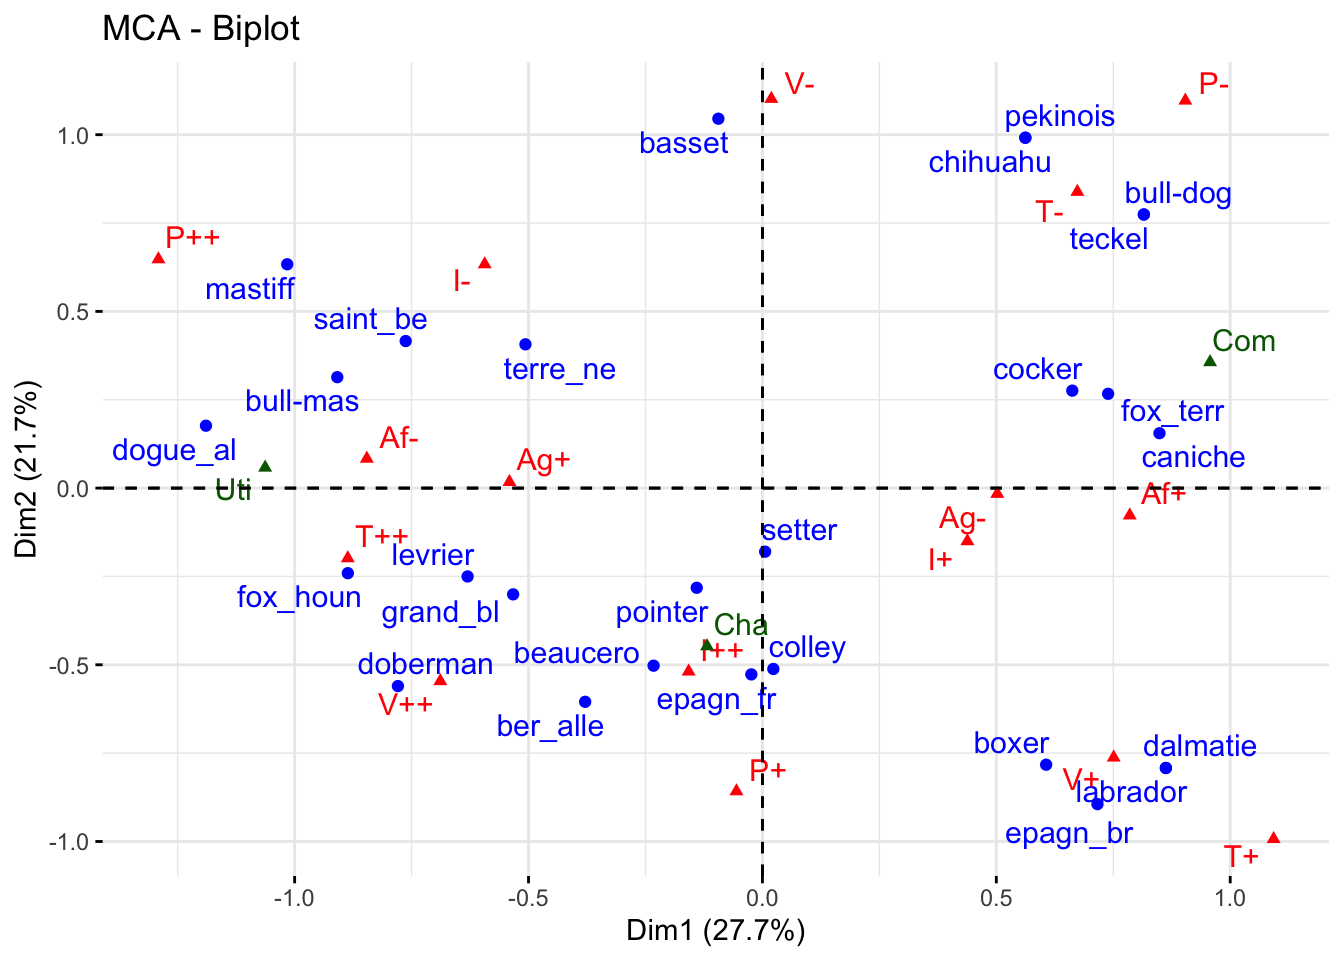 MCA - Biplot
V-
P-
pekinois
basset
chihuahu
bull-dog
T-
teckel
P++
I-
mastiff
saint_be
Com
terre_ne
cocker
bull-mas
fox_terr
Af-
dogue_al
Ag+
caniche
Uti
Af+
Ag-
setter
T++
levrier
I+
fox_houn
grand_bl
pointer
Cha
I++
colley
beaucero
doberman
epagn_fr
V++
ber_alle
boxer
dalmatie
P+
V+
labrador
epagn_br
T+
1.0
0.5
0.0
-0.5
-1.0
Dim2 (21.7%)
-1.0 -0.5 0.0 0.5 1.0
Dim1 (27.7%)